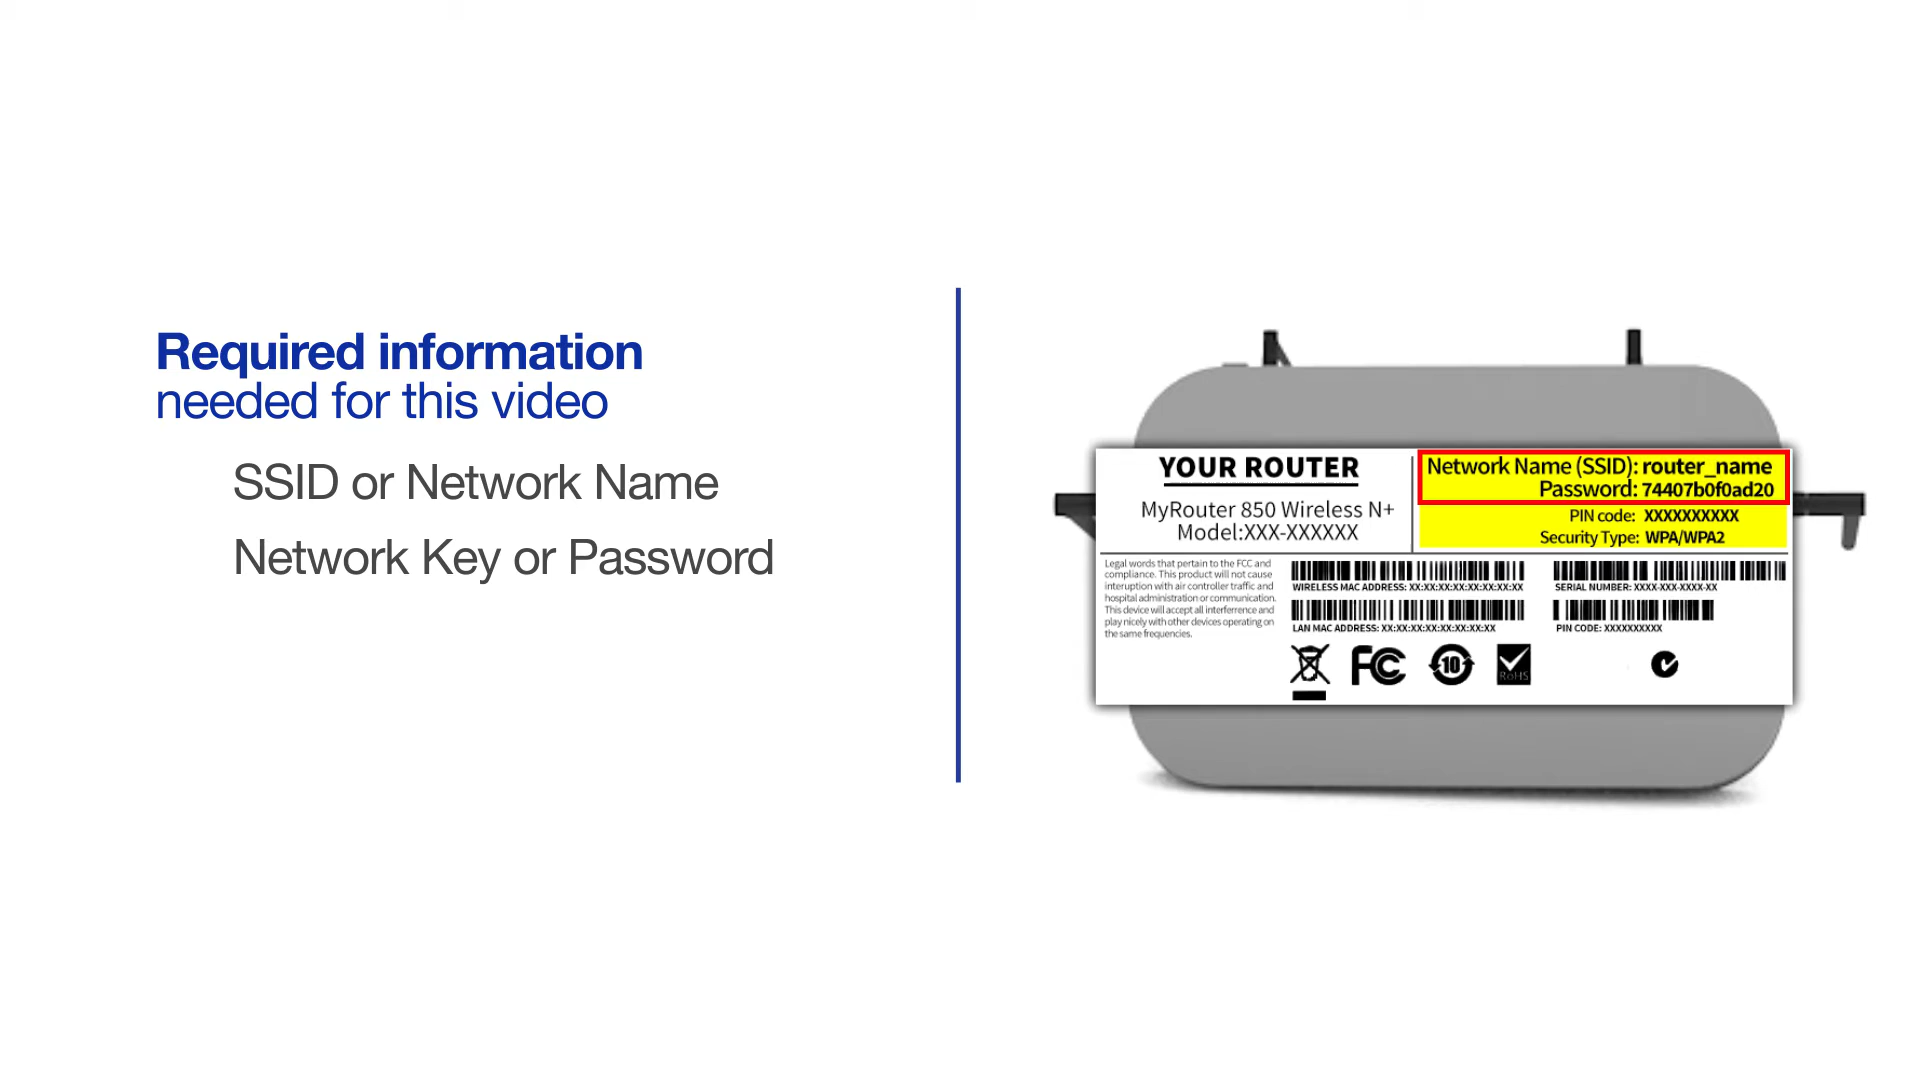 Required information
needed for this video
SSID or Network Name
Network Key or Password
YOUR ROUTER
MyRouter 850 Wireless N+
Model:XXX-XXXXXX
Network Name (SSID): router_name
Password: 74407b0f0ad20
PIN code: XXXXXXXXXX
Security Type: WPA/WPA2
Legal words that pertain to the FCC and
compliance. This product will not cause
interuption with air controller traffic and
hospital administration or communication.
This device will accept all interferrence and
play nicely with other devices operating on
the same frequencies.
WIRELESS MAC ADDRESS: XX:XX:XX:XX:XX:XX:XX:XX
SERIAL NUMBER: XXXX-XXX-XXXX-XX
LAN MAC ADDRESS: XX:XX:XX:XX:XX:XX:XX:XX
PIN CODE: XXXXXXXXXX
FC
10
RoHS